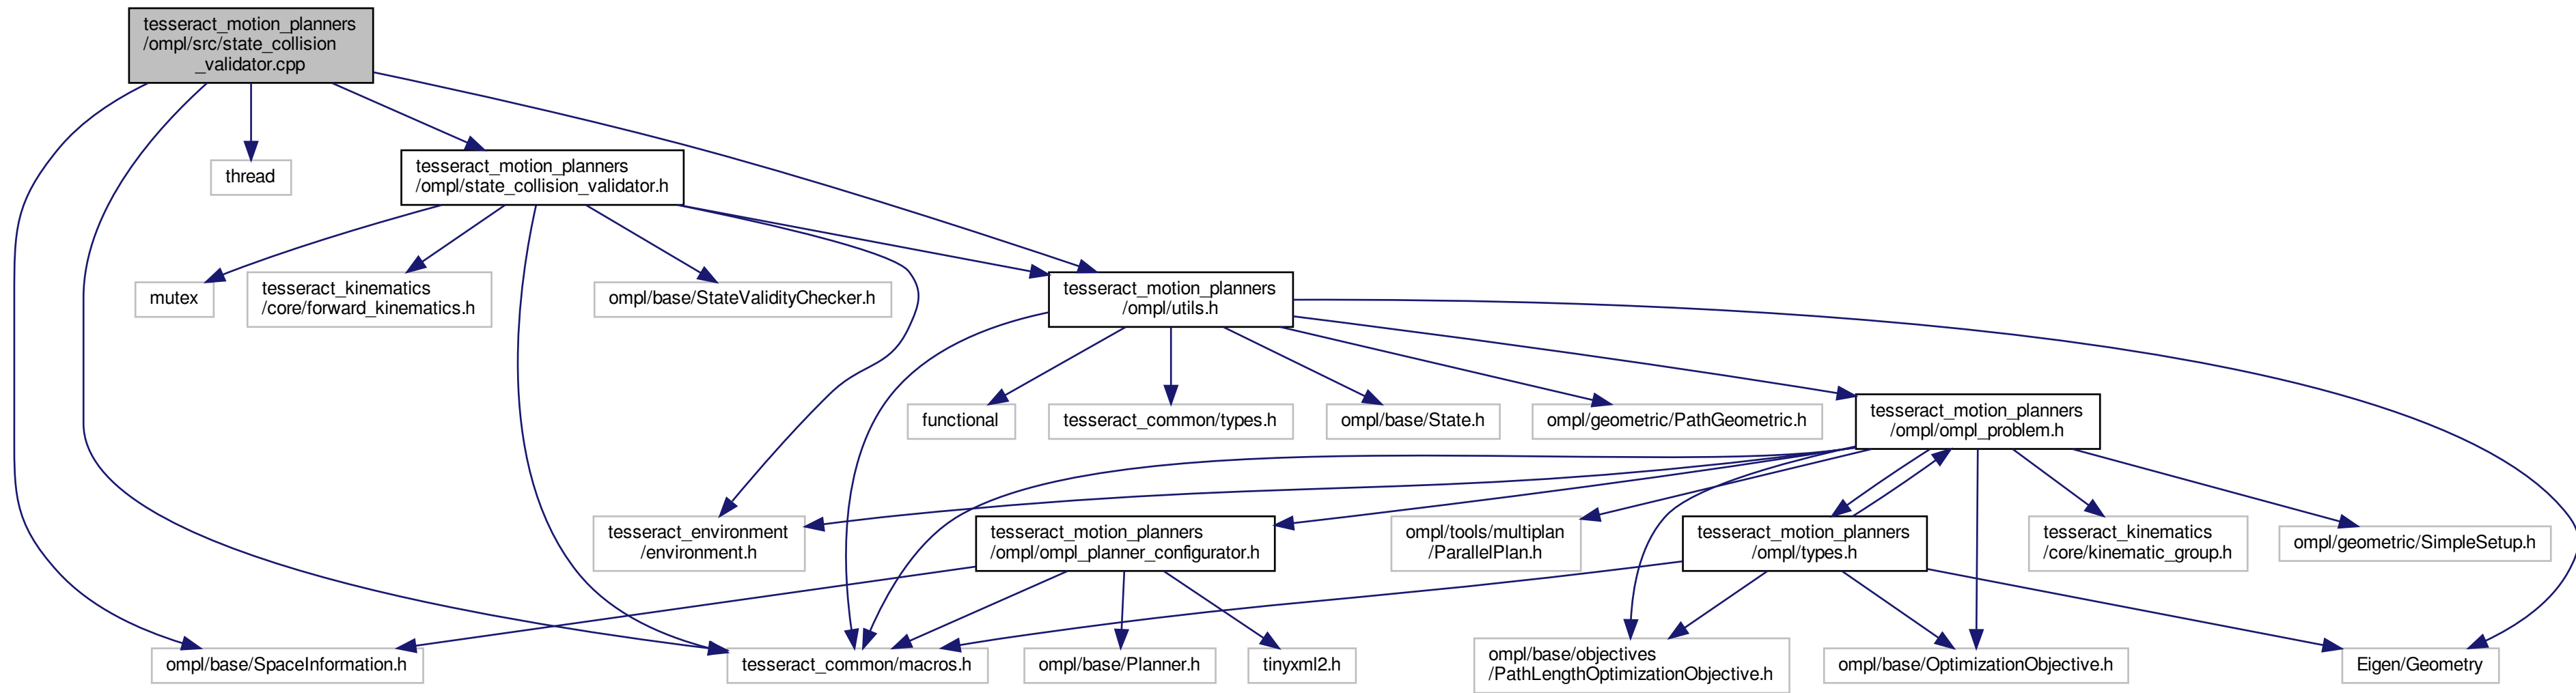 tesseract_motion_planners
/ompl/src/state_collision
_validator.cpp
thread
tesseract_motion_planners
/ompl/state_collision_validator.h
mutex
tesseract_kinematics
/core/forward_kinematics.h
ompl/base/StateValidityChecker.h
tesseract_motion_planners
/ompl/utils.h
functional
tesseract_common/types.h
ompl/base/State.h
ompl/geometric/PathGeometric.h
tesseract_motion_planners
/ompl/ompl_problem.h
tesseract_environment
/environment.h
tesseract_motion_planners
/ompl/ompl_planner_configurator.h
ompl/tools/multiplan
/ParallelPlan.h
tesseract_motion_planners
/ompl/types.h
tesseract_kinematics
/core/kinematic_group.h
ompl/geometric/SimpleSetup.h
ompl/base/SpaceInformation.h
tesseract_common/macros.h
ompl/base/Planner.h
tinyxml2.h
ompl/base/objectives
/PathLengthOptimizationObjective.h
ompl/base/OptimizationObjective.h
Eigen/Geometry